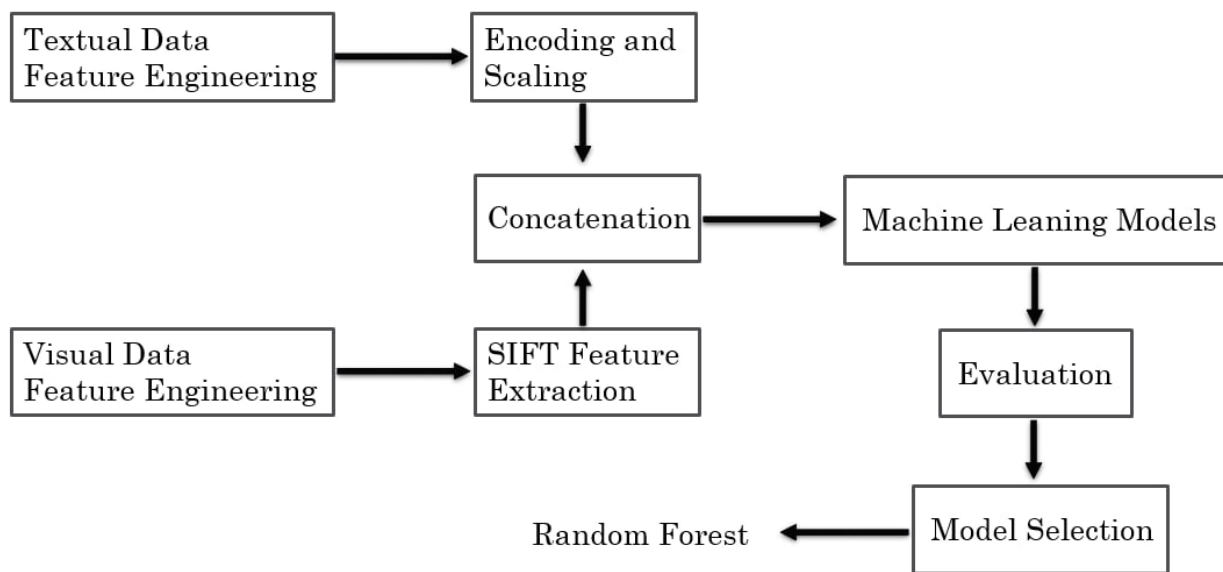 Textual Data
Feature Engineering
Encoding and
Scaling
Concatenation
Machine Leaning Models
Visual Data
Feature Engineering
SIFT Feature
Extraction
Evaluation
Model Selection
Random Forest